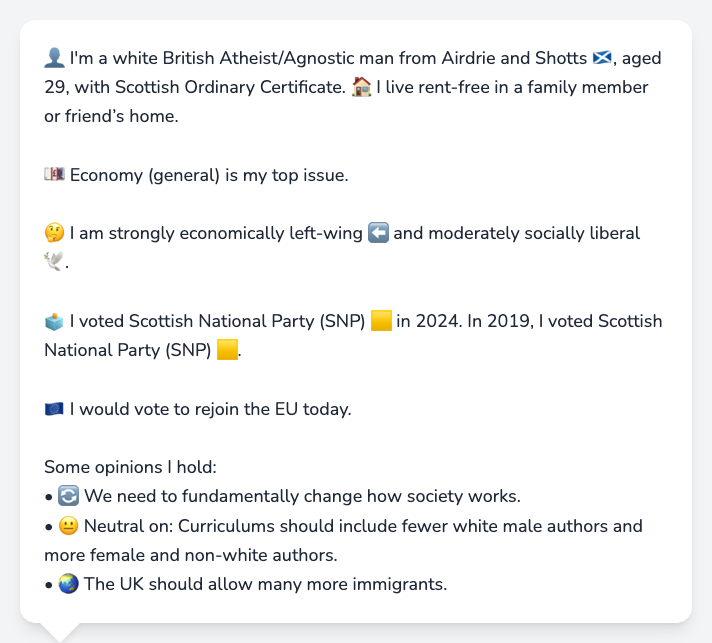 👤 I'm a white British Atheist/Agnostic man from Airdrie and Shotts 🏴󠁧󠁢󠁳󠁣󠁴󠁿, aged
29, with Scottish Ordinary Certificate. 🏠 I live rent-free in a family member
or friend’s home.
💷 Economy (general) is my top issue.
🤔 I am strongly economically left-wing ⬅️ and moderately socially liberal
🕊️.
🗳️ I voted Scottish National Party (SNP) 🟨 in 2024. In 2019, I voted Scottish
National Party (SNP) 🟨.
🇪🇺 I would vote to rejoin the EU today.
Some opinions I hold:
• 🔄 We need to fundamentally change how society works.
• 😐 Neutral on: Curriculums should include fewer white male authors and
more female and non-white authors.
• 🌏 The UK should allow many more immigrants.